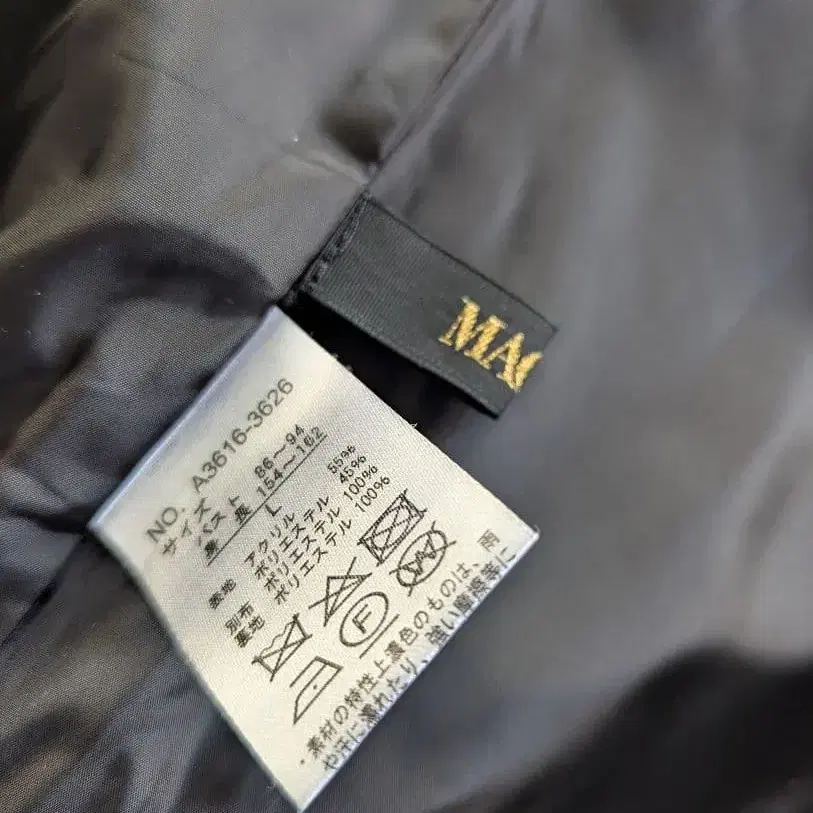 MA
NO. A3616-3626
サイズ
バスト 86～94
身長 154～162
L
表地 アクリル 55%
ポリエステル 45%
別布 ポリエステル 100%
裏地 ポリエステル 100%
F
・素材の特性上濃色のものは、雨
や汗に濡れたり、強い摩擦等に